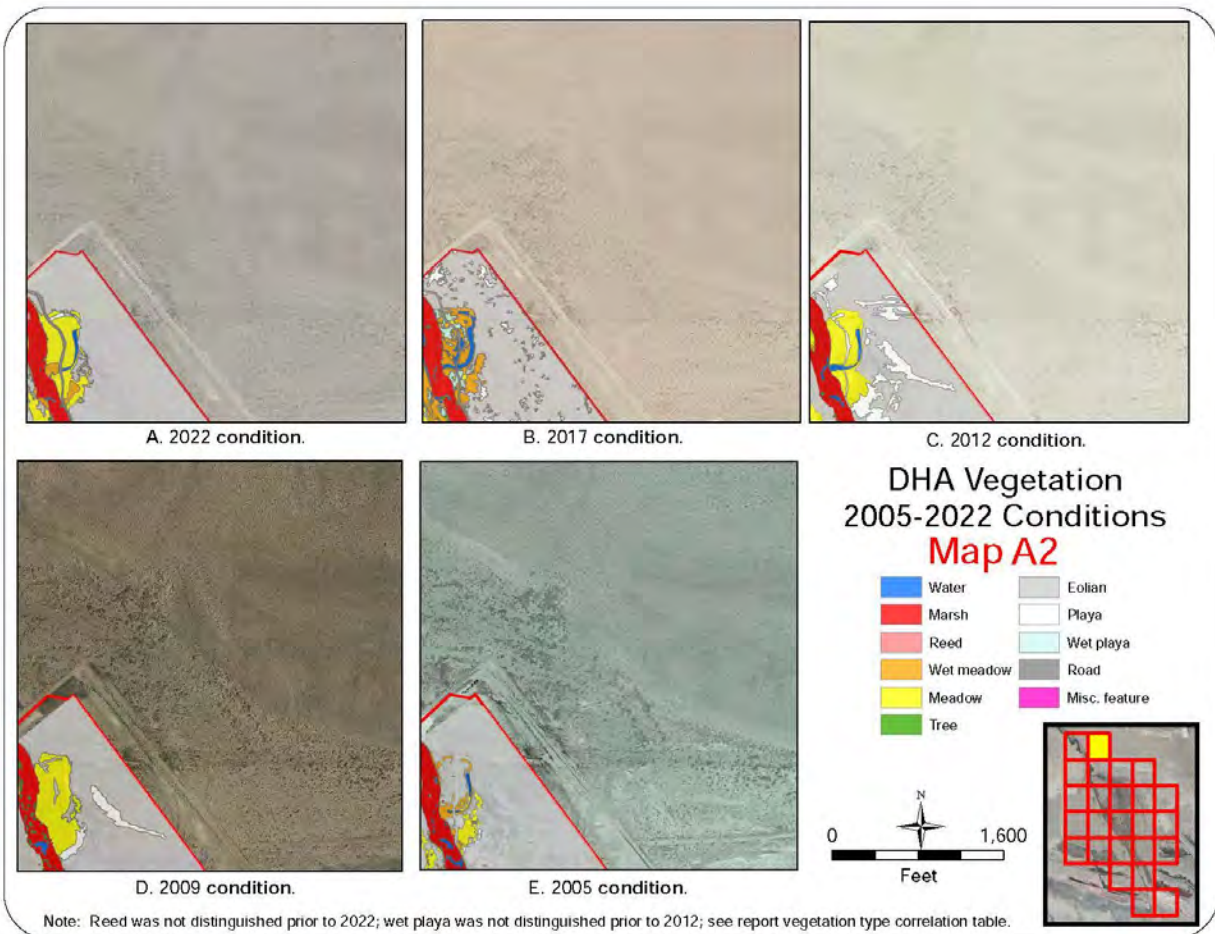 A. 2022 condition.
B. 2017 condition.
C. 2012 condition.
D. 2009 condition.
E. 2005 condition.
DHA Vegetation
2005-2022 Conditions
Map A2
Water
Marsh
Reed
Wet meadow
Meadow
Tree
Eolian
Playa
Wet playa
Road
Misc. feature
N
0 1,600
Feet
Note: Reed was not distinguished prior to 2022; wet playa was not distinguished prior to 2012; see report vegetation type correlation table.